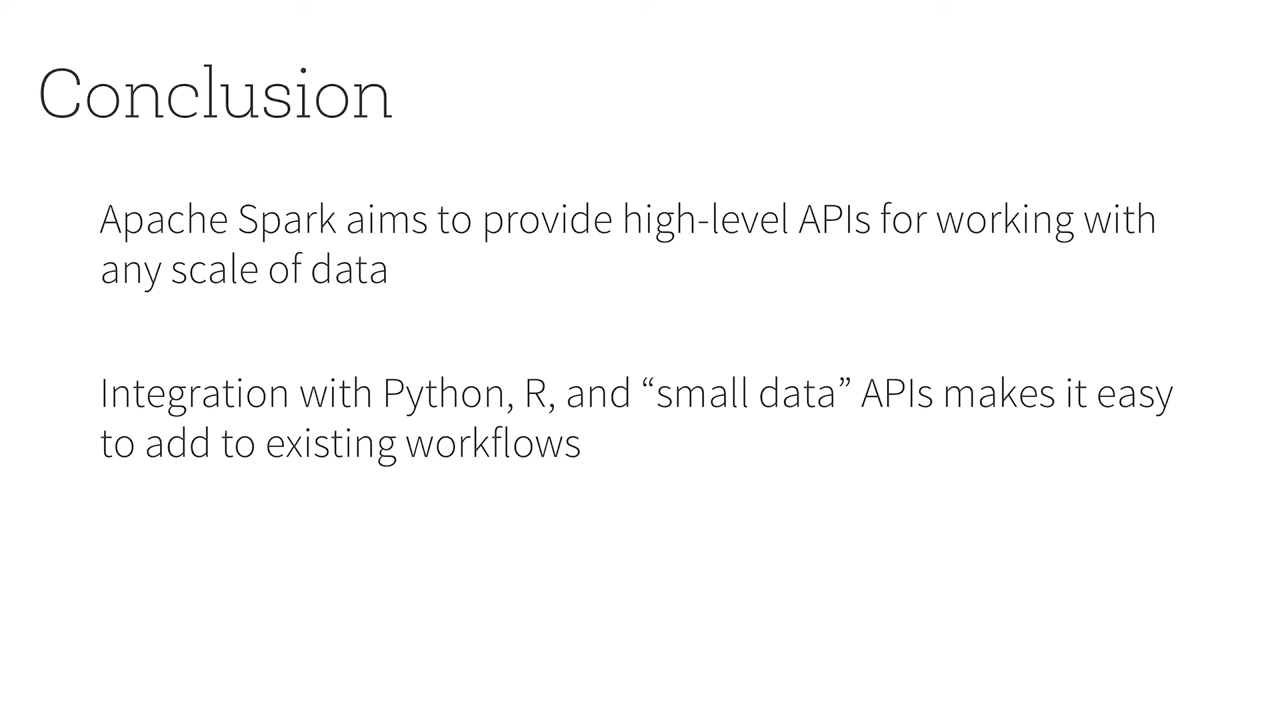 Conclusion
Apache Spark aims to provide high-level APIs for working with
any scale of data
Integration with Python, R, and “small data” APIs makes it easy
to add to existing workflows